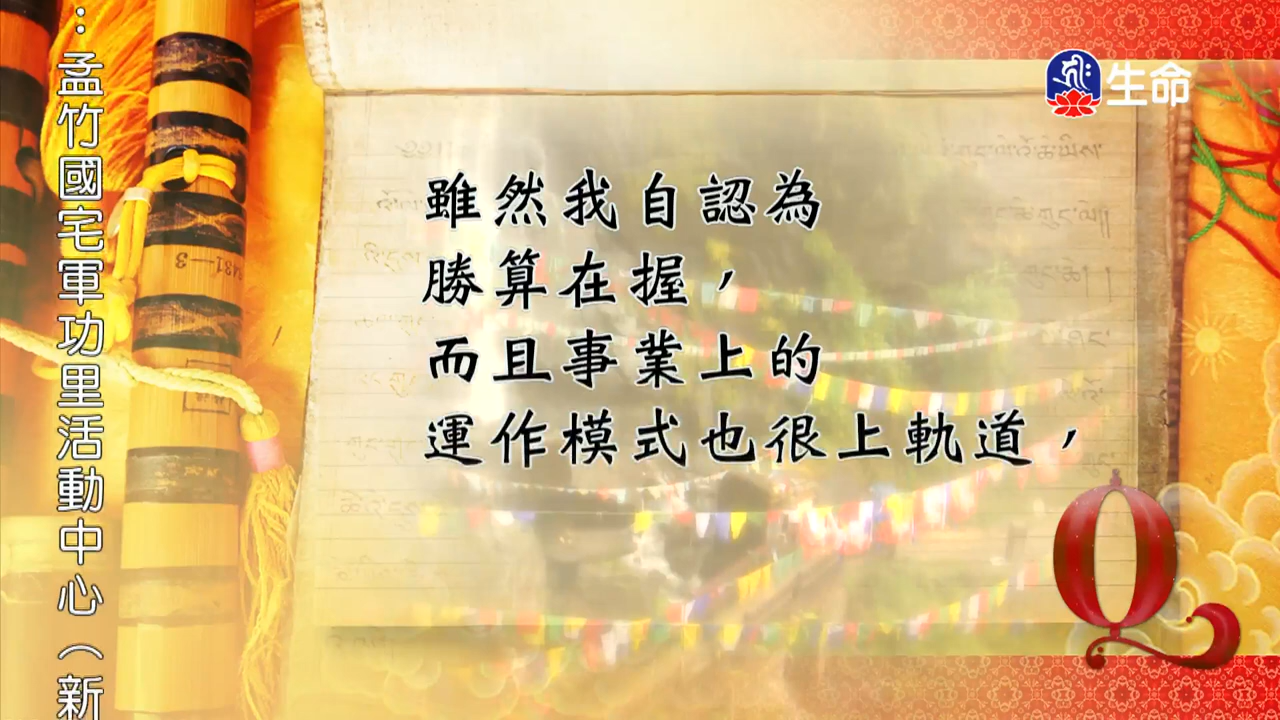 生命
雖然我自認為
勝算在握，
而且事業上的
運作模式也很上軌道，
Q
：孟竹國宅軍功里活動中心（新